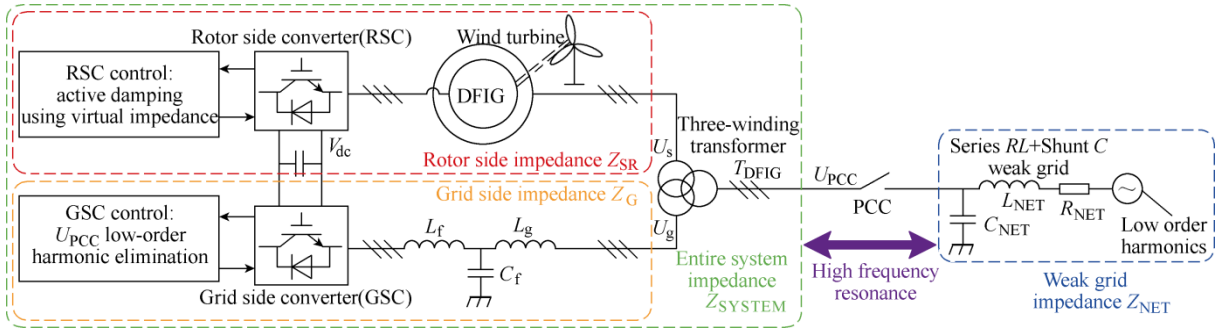 Rotor side converter(RSC)
Wind turbine
RSC control:
active damping
using virtual impedance
DFIG
V_dc
Rotor side impedance Z_SR
Grid side impedance Z_G
GSC control:
U_PCC low-order
harmonic elimination
L_f
L_g
C_f
Grid side converter(GSC)
U_s
U_g
Three-winding
transformer
T_DFIG
Entire system
impedance
Z_SYSTEM
U_PCC
PCC
High frequency
resonance
Series RL+Shunt C
weak grid
L_NET
R_NET
C_NET
Low order
harmonics
Weak grid
impedance Z_NET